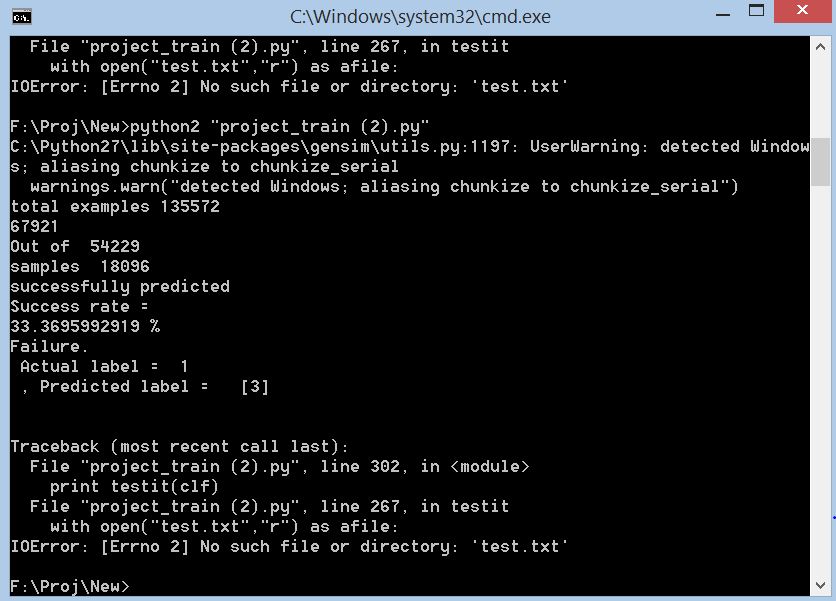 C:\Windows\system32\cmd.exe
File "project_train (2).py", line 267, in testit
with open("test.txt","r") as afile:
IOError: [Errno 2] No such file or directory: 'test.txt'
F:\Proj\New>python2 "project_train (2).py"
C:\Python27\lib\site-packages\gensim\utils.py:1197: UserWarning: detected Window
s; aliasing chunkize to chunkize_serial
warnings.warn("detected Windows; aliasing chunkize to chunkize_serial")
total examples 135572
67921
Out of  54229
samples  18096
successfully predicted
Success rate =
33.3695992919 %
Failure.
Actual label =  1
, Predicted label =   [3]
Traceback (most recent call last):
File "project_train (2).py", line 302, in <module>
print testit(clf)
File "project_train (2).py", line 267, in testit
with open("test.txt","r") as afile:
IOError: [Errno 2] No such file or directory: 'test.txt'
F:\Proj\New>